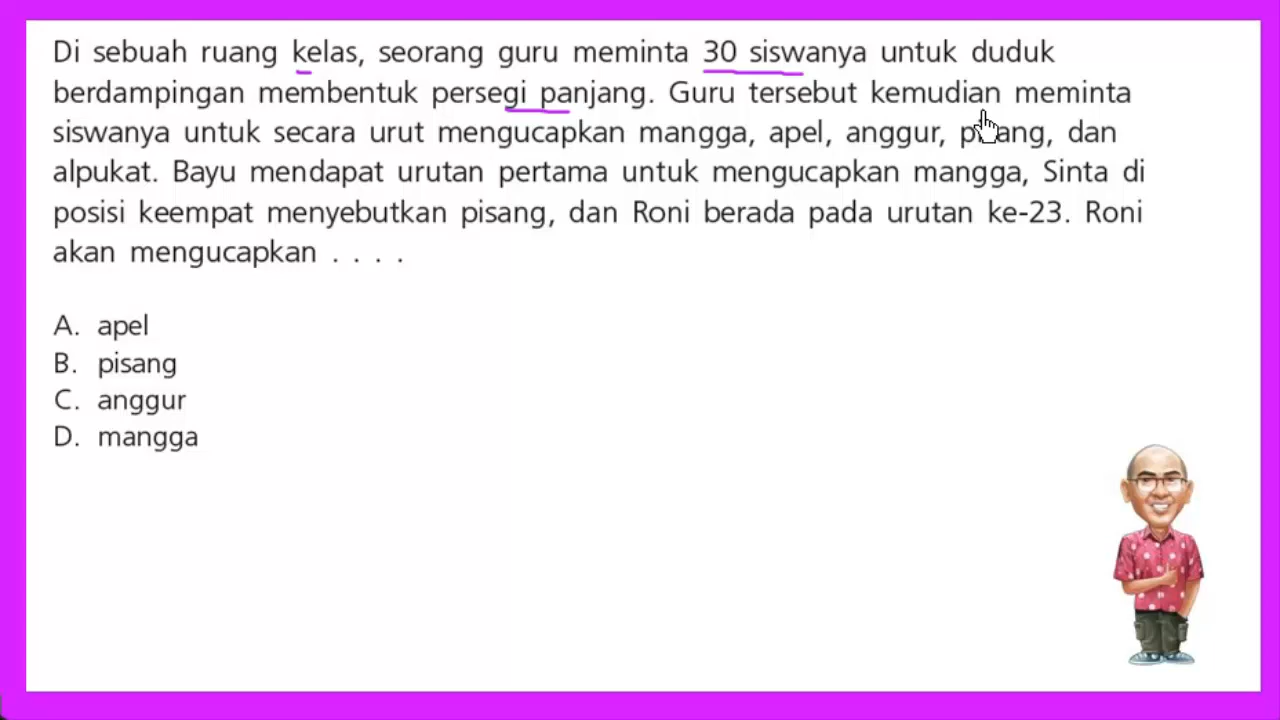 Di sebuah ruang kelas, seorang guru meminta 30 siswanya untuk duduk
berdampingan membentuk persegi panjang. Guru tersebut kemudian meminta
siswanya untuk secara urut mengucapkan mangga, apel, anggur, pisang, dan
alpukat. Bayu mendapat urutan pertama untuk mengucapkan mangga, Sinta di
posisi keempat menyebutkan pisang, dan Roni berada pada urutan ke-23. Roni
akan mengucapkan . . . .
A. apel
B. pisang
C. anggur
D. mangga